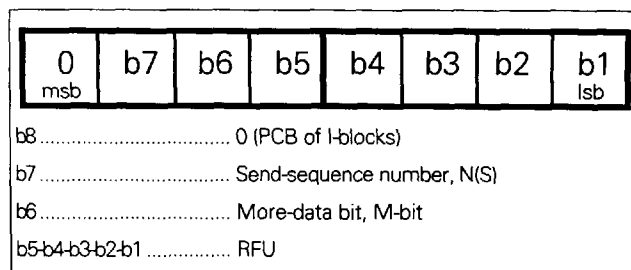 0 b7 b6 b5 b4 b3 b2 b1
msb lsb
b8 ................................ 0 (PCB of I-blocks)
b7 ................................ Send-sequence number, N(S)
b6 ................................ More-data bit, M-bit
b5-b4-b3-b2-b1 .............. RFU